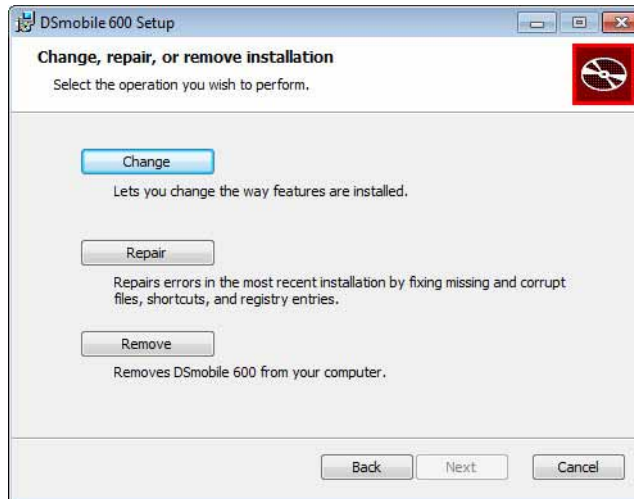 DSmobile 600 Setup
Change, repair, or remove installation
Select the operation you wish to perform.
Change
Lets you change the way features are installed.
Repair
Repairs errors in the most recent installation by fixing missing and corrupt
files, shortcuts, and registry entries.
Remove
Removes DSmobile 600 from your computer.
Back
Next
Cancel